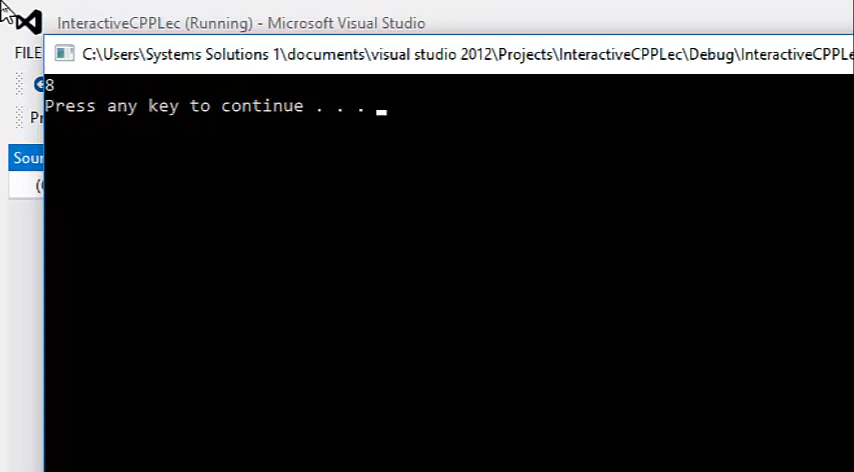 InteractiveCPPLec (Running) - Microsoft Visual Studio
FILE
C:\Users\Systems Solutions 1\documents\visual studio 2012\Projects\InteractiveCPPLec\Debug\InteractiveCPPLe
8
Press any key to continue . . .
Pr
Sour
(